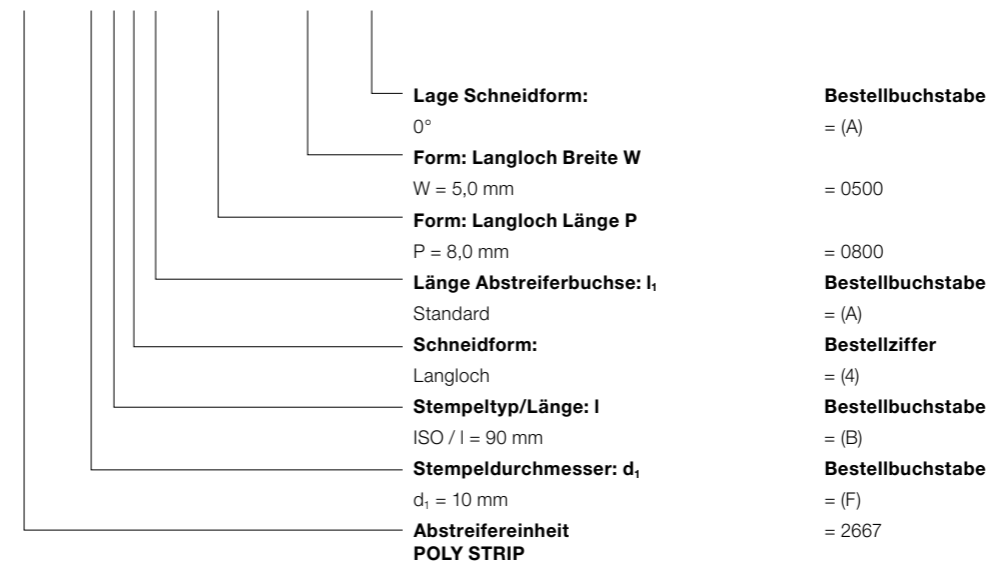 Lage Schneidform: Bestellbuchstabe
0° = (A)
Form: Langloch Breite W
W = 5,0 mm = 0500
Form: Langloch Länge P
P = 8,0 mm = 0800
Länge Abstreiferbuchse: l₁ Bestellbuchstabe
Standard = (A)
Schneidform: Bestellziffer
Langloch = (4)
Stempeltyp/Länge: l Bestellbuchstabe
ISO / l = 90 mm = (B)
Stempeldurchmesser: d₁ Bestellbuchstabe
d₁ = 10 mm = (F)
Abstreifereinheit = 2667
POLY STRIP